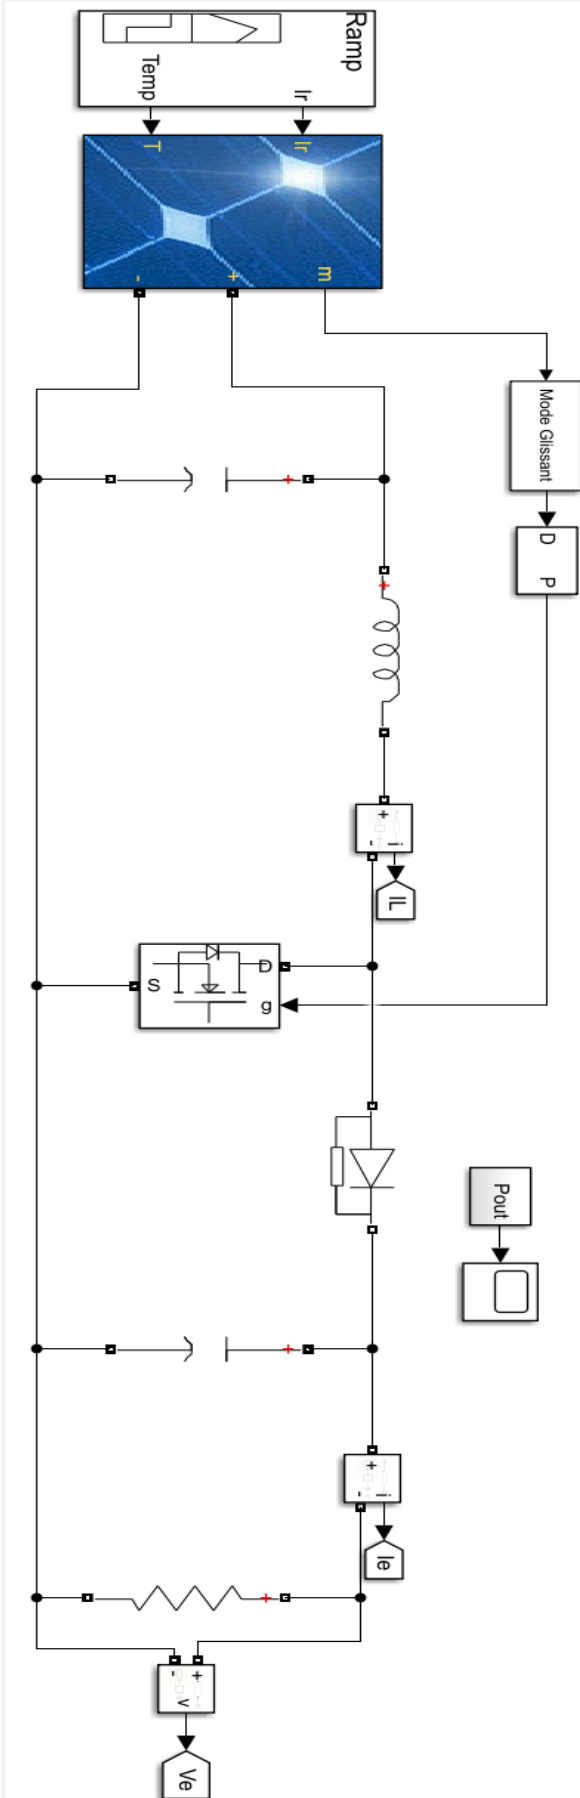 Ramp
Temp
Ir
T
Ir
-
+
m
Mode Glissant
D P
+
+
+ i
-
IL
D
S
g
Pout
+
+ i
-
Ie
+
+
- v
Ve